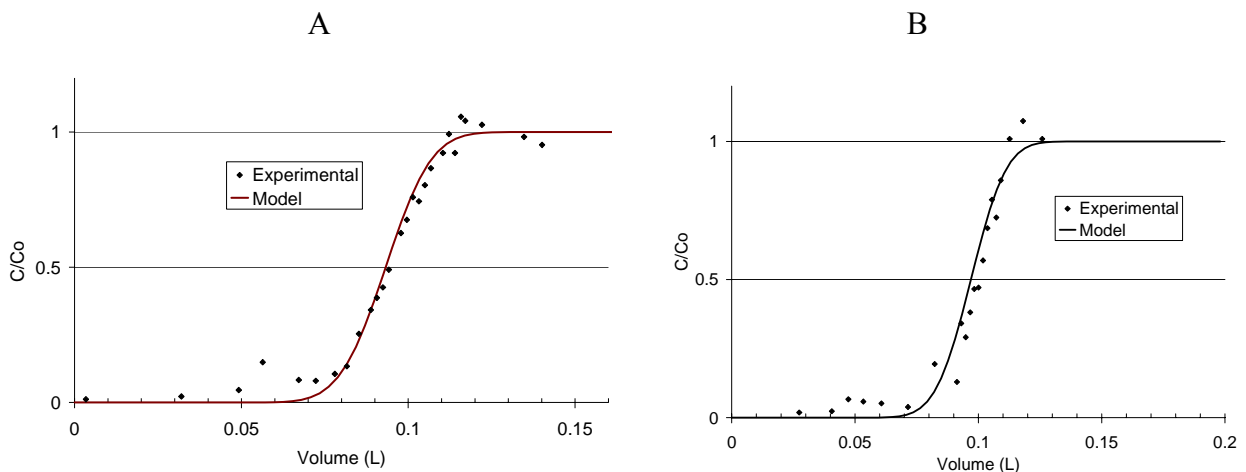 A
1
0.5
0
C/Co
Experimental
Model
0 0.05 0.1 0.15
Volume (L)
B
1
0.5
0
C/Co
Experimental
Model
0 0.05 0.1 0.15 0.2
Volume (L)